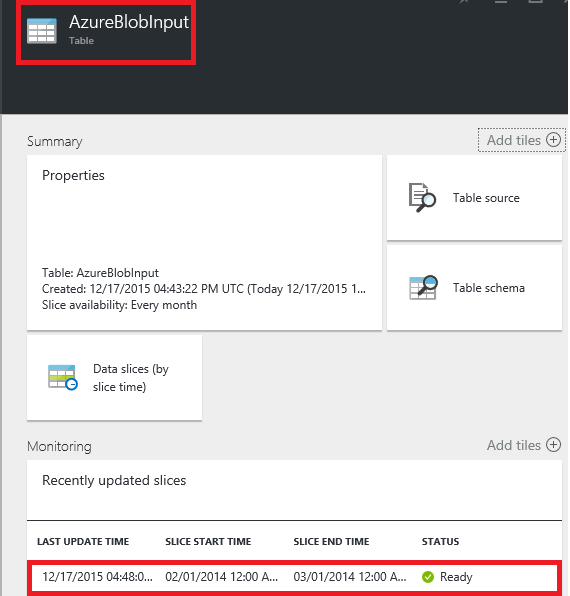 AzureBlobInput
Table
Summary
Add tiles
Properties
Table: AzureBlobInput
Created: 12/17/2015 04:43:22 PM UTC (Today 12/17/2015 1...
Slice availability: Every month
Table source
Table schema
Data slices (by
slice time)
Monitoring
Add tiles
Recently updated slices
LAST UPDATE TIME SLICE START TIME SLICE END TIME STATUS
12/17/2015 04:48:0... 02/01/2014 12:00 A... 03/01/2014 12:00 A... Ready